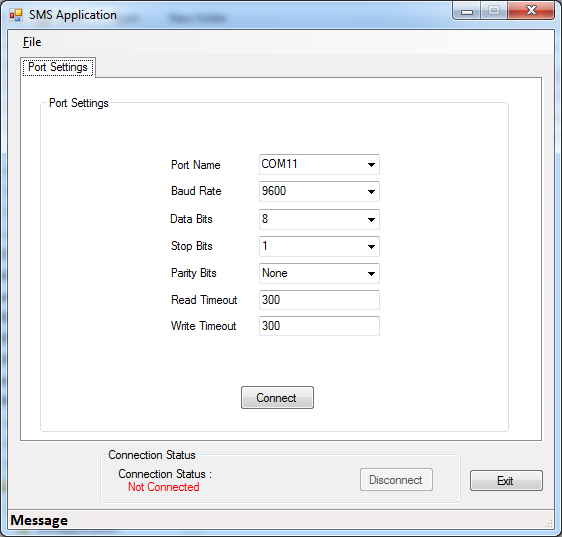 SMS Application
File
Port Settings
Port Settings
Port Name COM11
Baud Rate 9600
Data Bits 8
Stop Bits 1
Parity Bits None
Read Timeout 300
Write Timeout 300
Connect
Connection Status
Connection Status :
Not Connected
Disconnect
Exit
Message